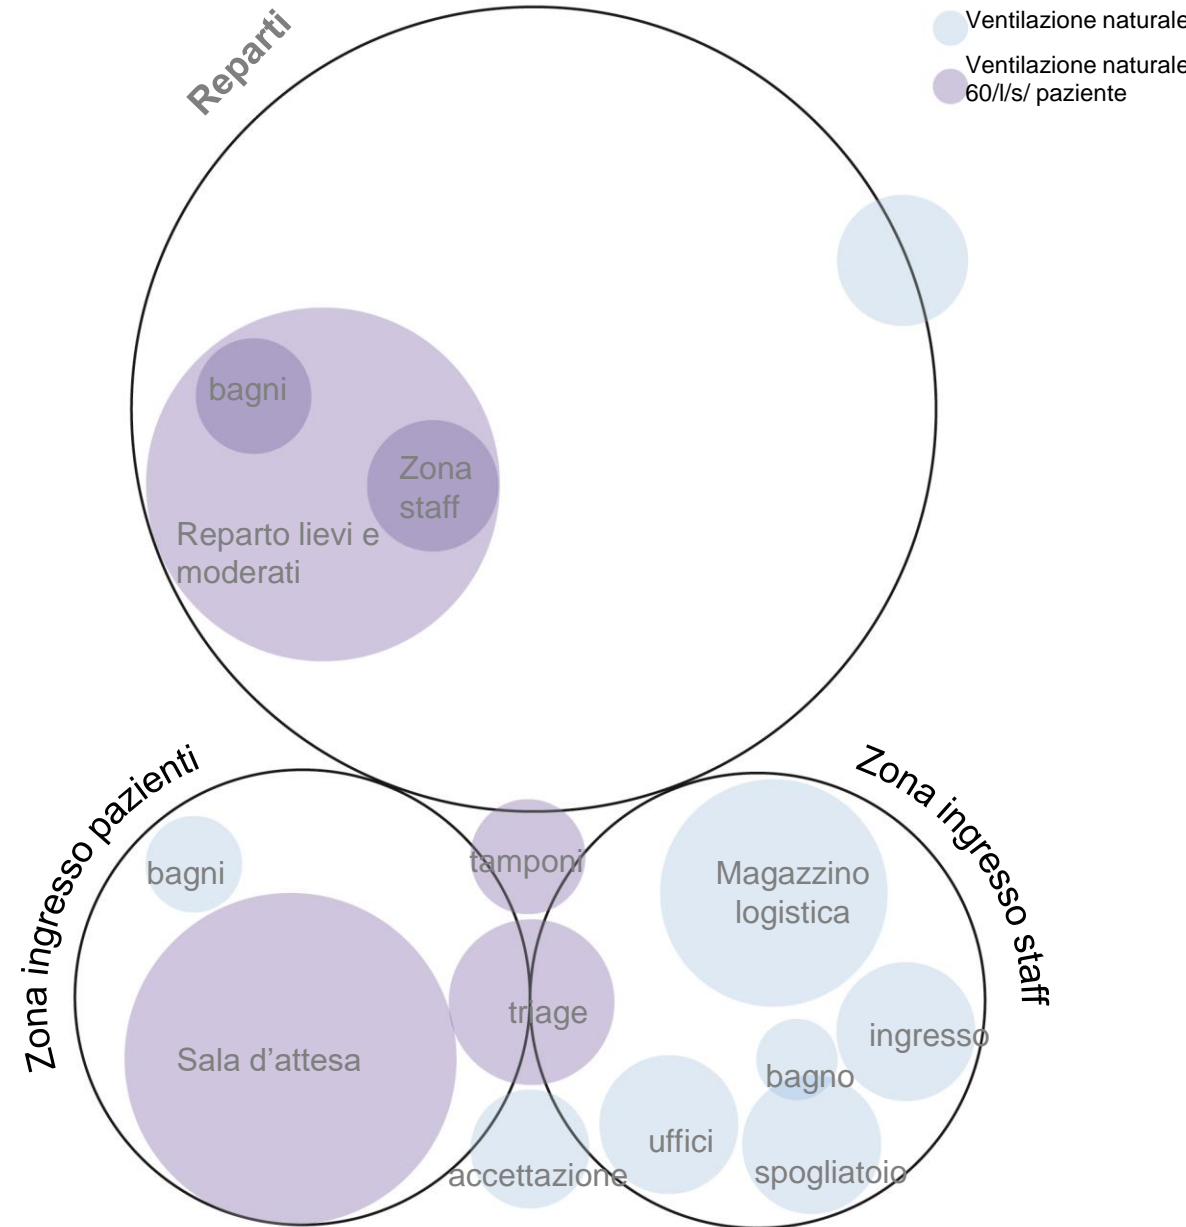 Ventilazione naturale
Ventilazione naturale
60/l/s/ paziente
Reparti
bagni
Zona
staff
Reparto lievi e
moderati
Zona ingresso pazienti
Zona ingresso staff
bagni
tamponi
Magazzino
logistica
triage
ingresso
Sala d’attesa
bagno
uffici
accettazione
spogliatoio